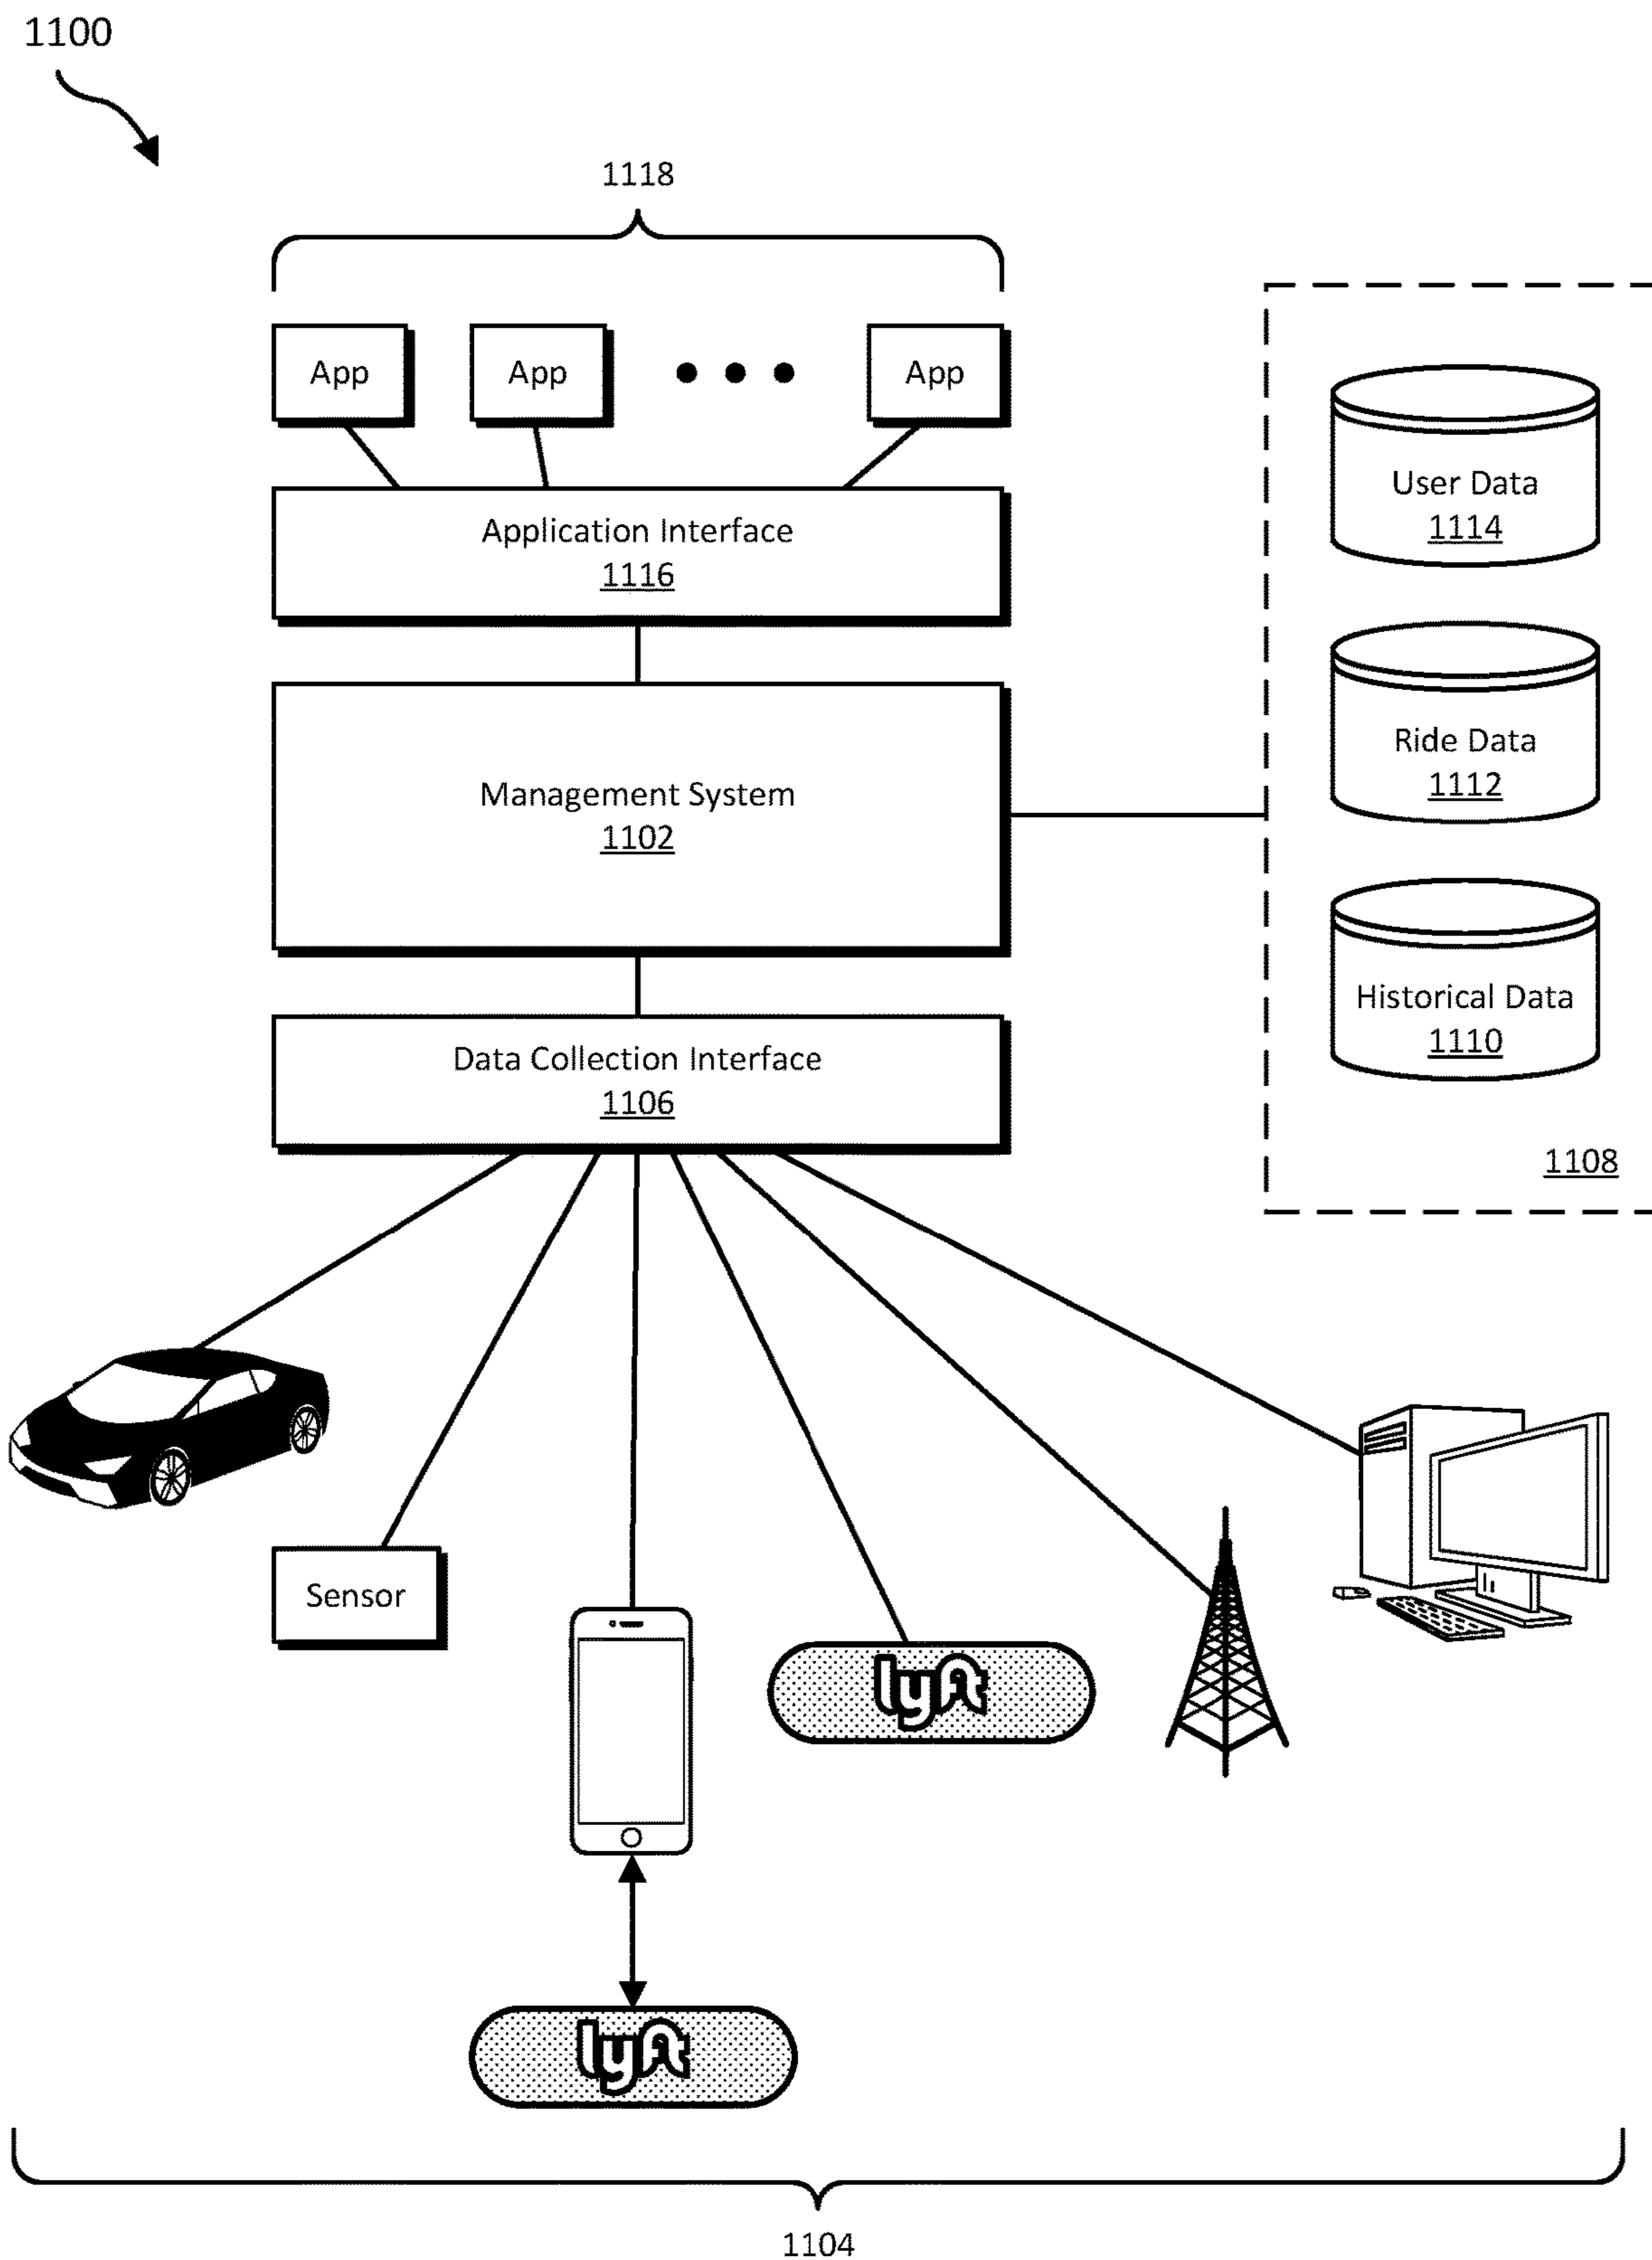 1100
1118
App
App
App
Application Interface
1116
Management System
1102
Data Collection Interface
1106
User Data
1114
Ride Data
1112
Historical Data
1110
1108
Sensor
lyft
lyft
1104